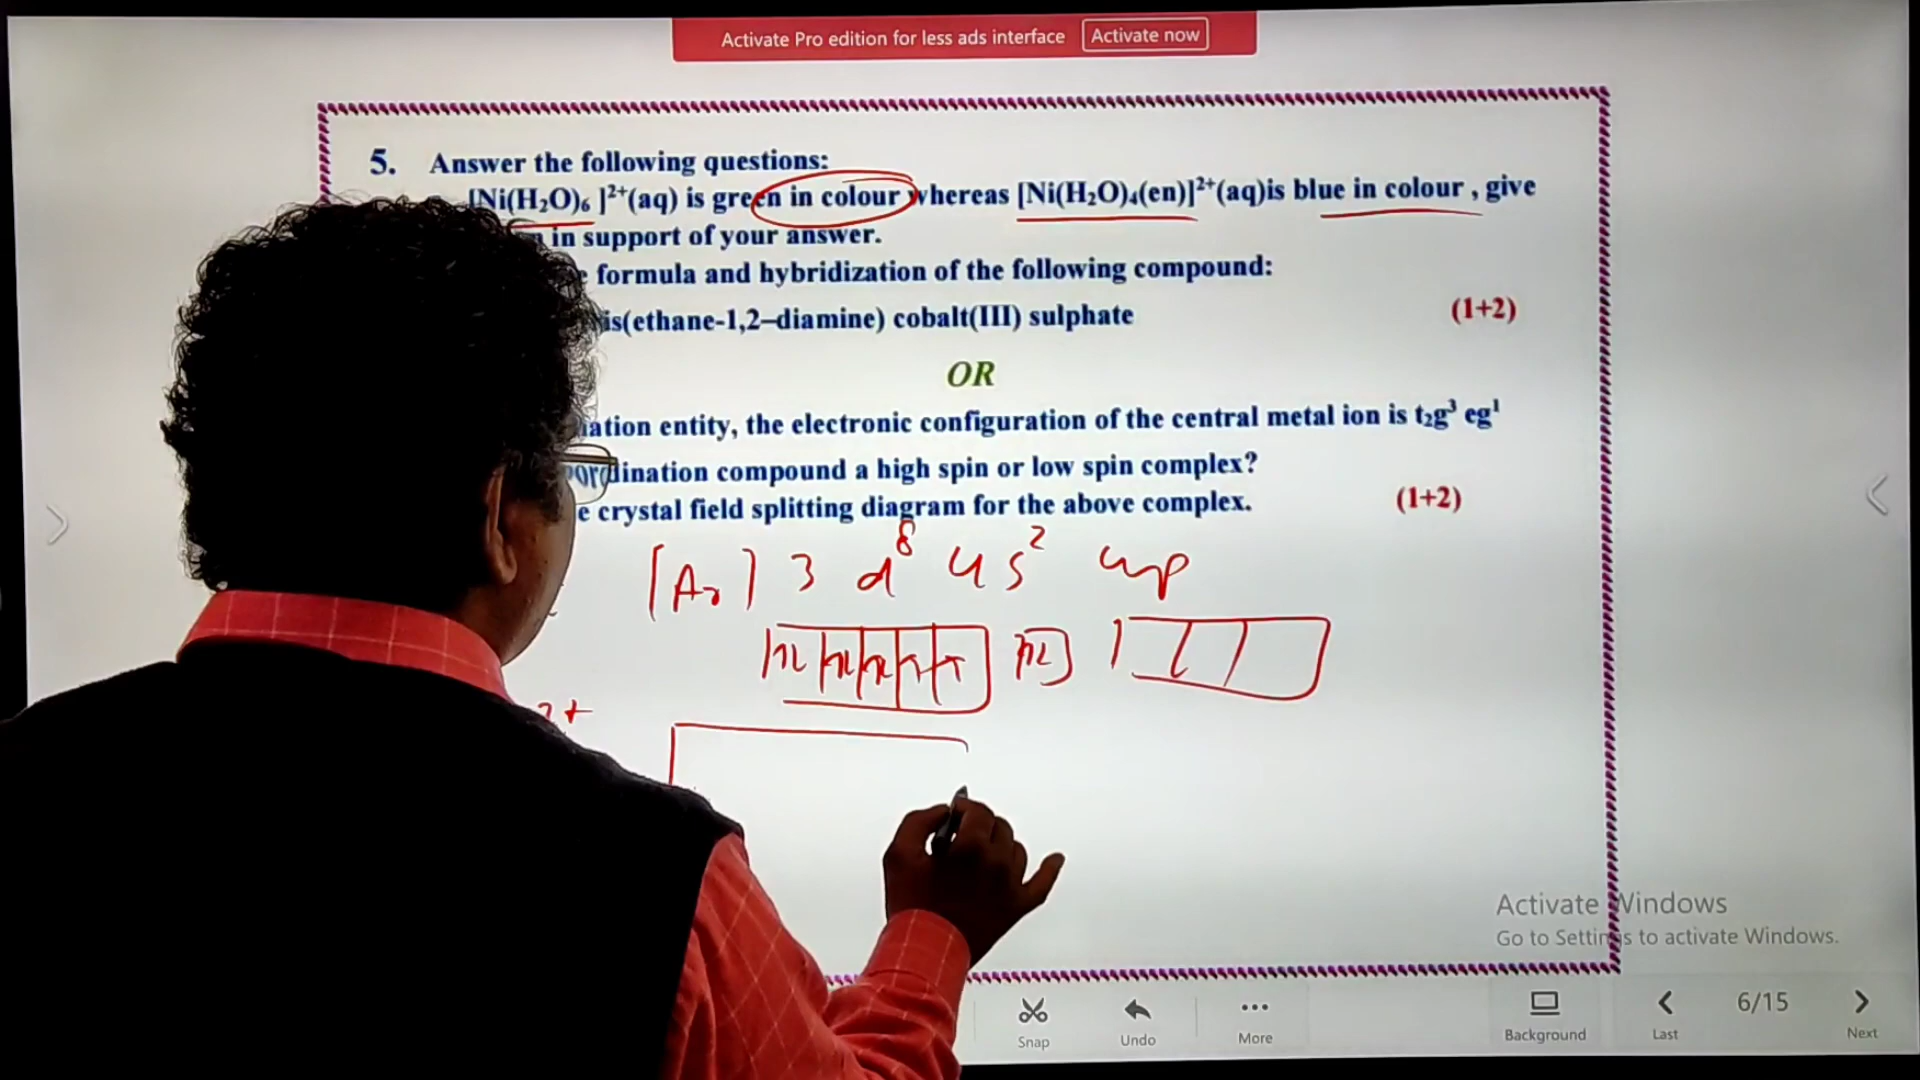 Activate Pro edition for less ads interface Activate now
5. Answer the following questions:
[Ni(H₂O)₆ ]²⁺(aq) is green in colour whereas [Ni(H₂O)₄(en)]²⁺(aq)is blue in colour , give
in support of your answer.
formula and hybridization of the following compound:
is(ethane-1,2–diamine) cobalt(III) sulphate (1+2)
OR
ation entity, the electronic configuration of the central metal ion is t₂g³ eg¹
ordination compound a high spin or low spin complex?
e crystal field splitting diagram for the above complex. (1+2)
[Ar] 3 d⁸ 4s² 4p
2+
Activate Windows
Go to Settings to activate Windows.
Snap Undo More Background Last 6/15 Next